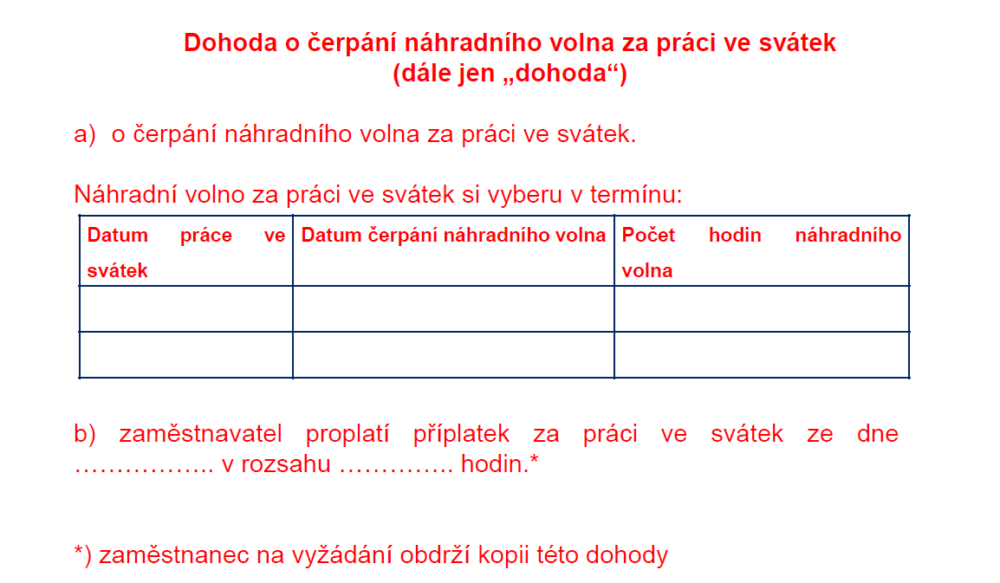 Dohoda o čerpání náhradního volna za práci ve svátek
(dále jen „dohoda“)
a) o čerpání náhradního volna za práci ve svátek.
Náhradní volno za práci ve svátek si vyberu v termínu:
Datum práce ve svátek
Datum čerpání náhradního volna
Počet hodin náhradního volna
b) zaměstnavatel proplatí příplatek za práci ve svátek ze dne
…………….. v rozsahu ………….. hodin.*
*) zaměstnanec na vyžádání obdrží kopii této dohody